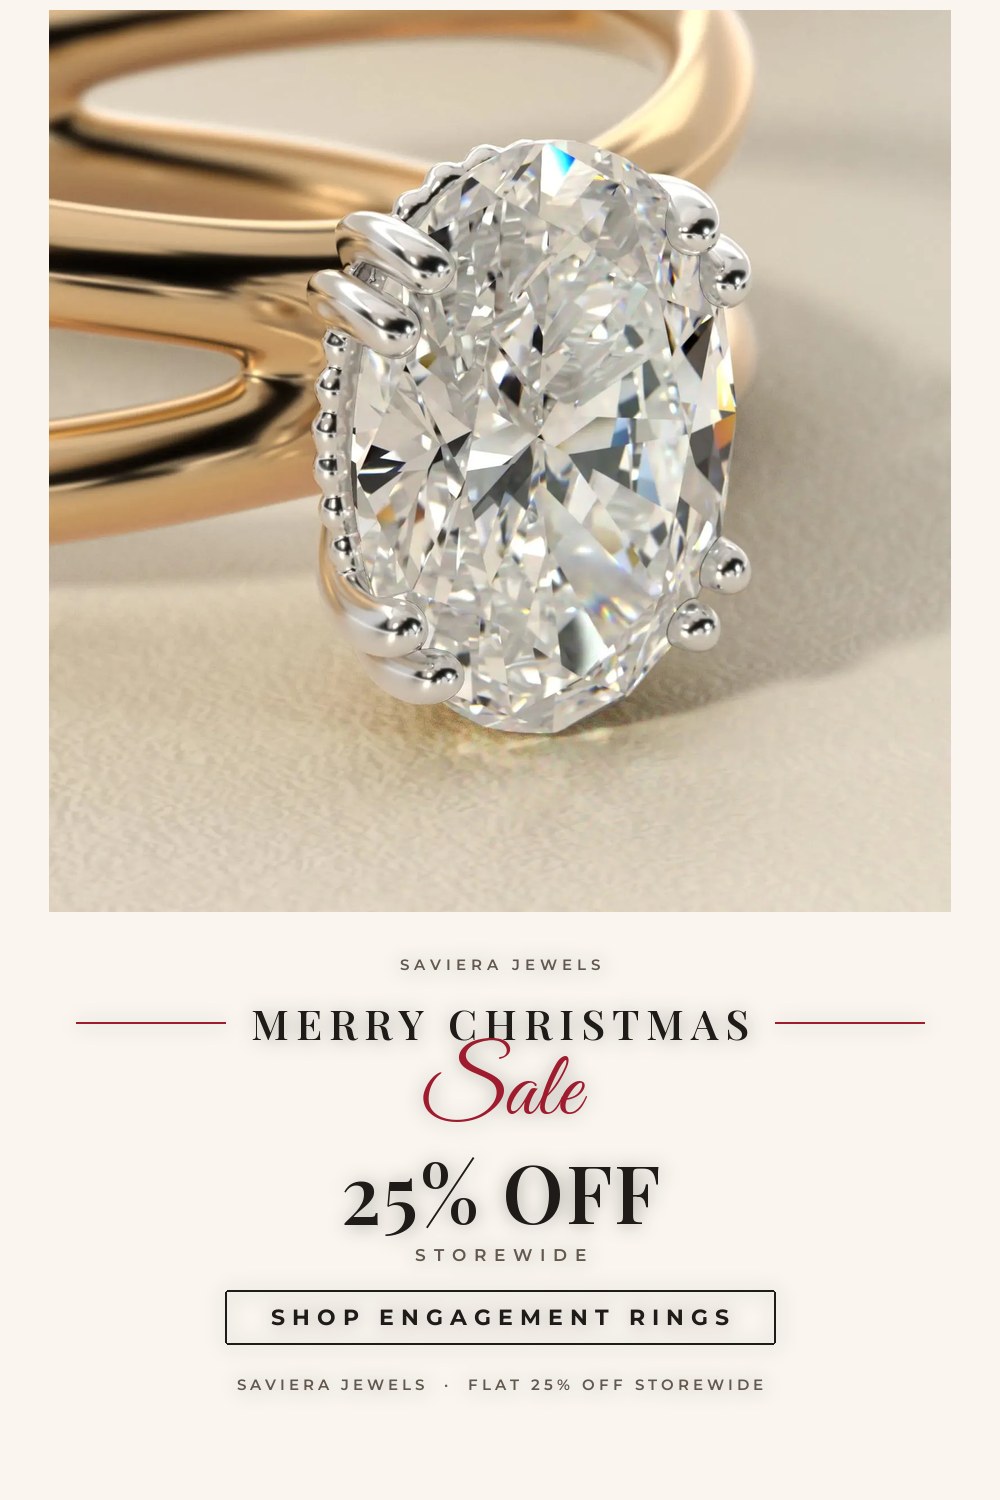 SAVIERA JEWELS
MERRY CHRISTMAS
Sale
25% OFF
STOREWIDE
SHOP ENGAGEMENT RINGS
SAVIERA JEWELS · FLAT 25% OFF STOREWIDE